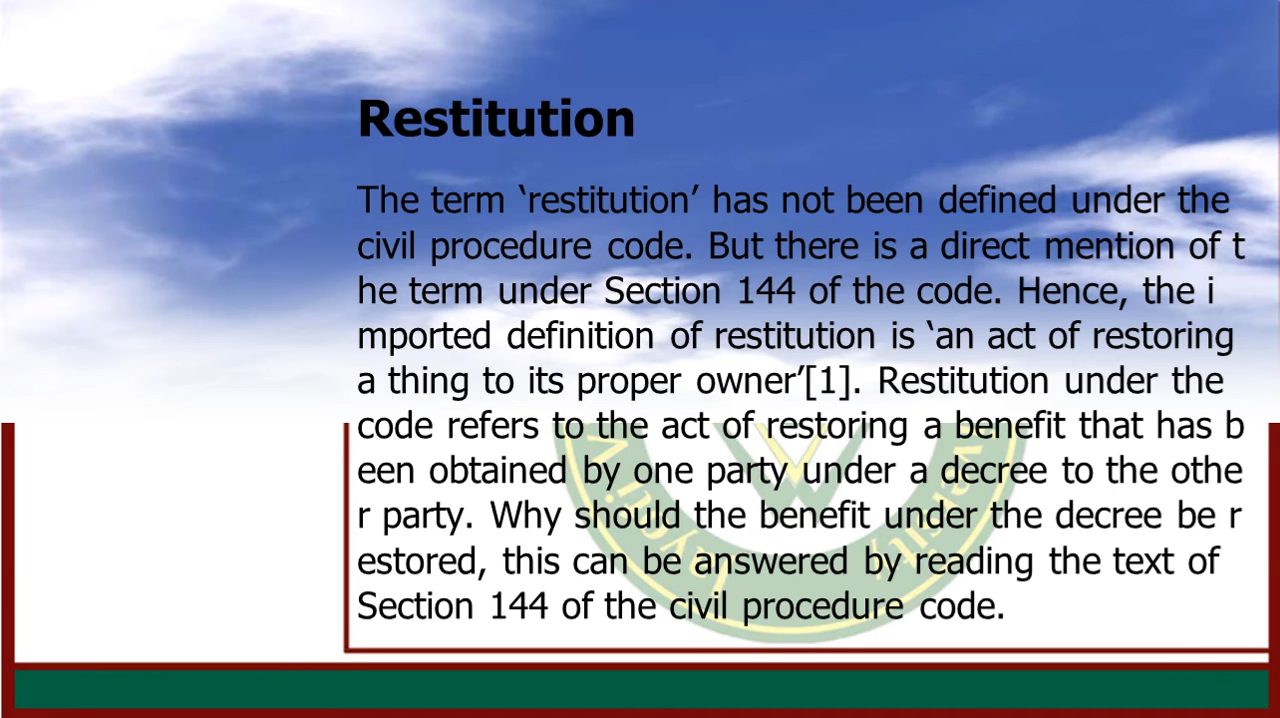 Restitution
The term ‘restitution’ has not been defined under the
civil procedure code. But there is a direct mention of t
he term under Section 144 of the code. Hence, the i
mported definition of restitution is ‘an act of restoring
a thing to its proper owner’[1]. Restitution under the
code refers to the act of restoring a benefit that has b
een obtained by one party under a decree to the othe
r party. Why should the benefit under the decree be r
estored, this can be answered by reading the text of
Section 144 of the civil procedure code.